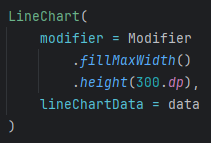 LineChart(
    modifier = Modifier
        .fillMaxWidth()
        .height(300.dp),
    lineChartData = data
)